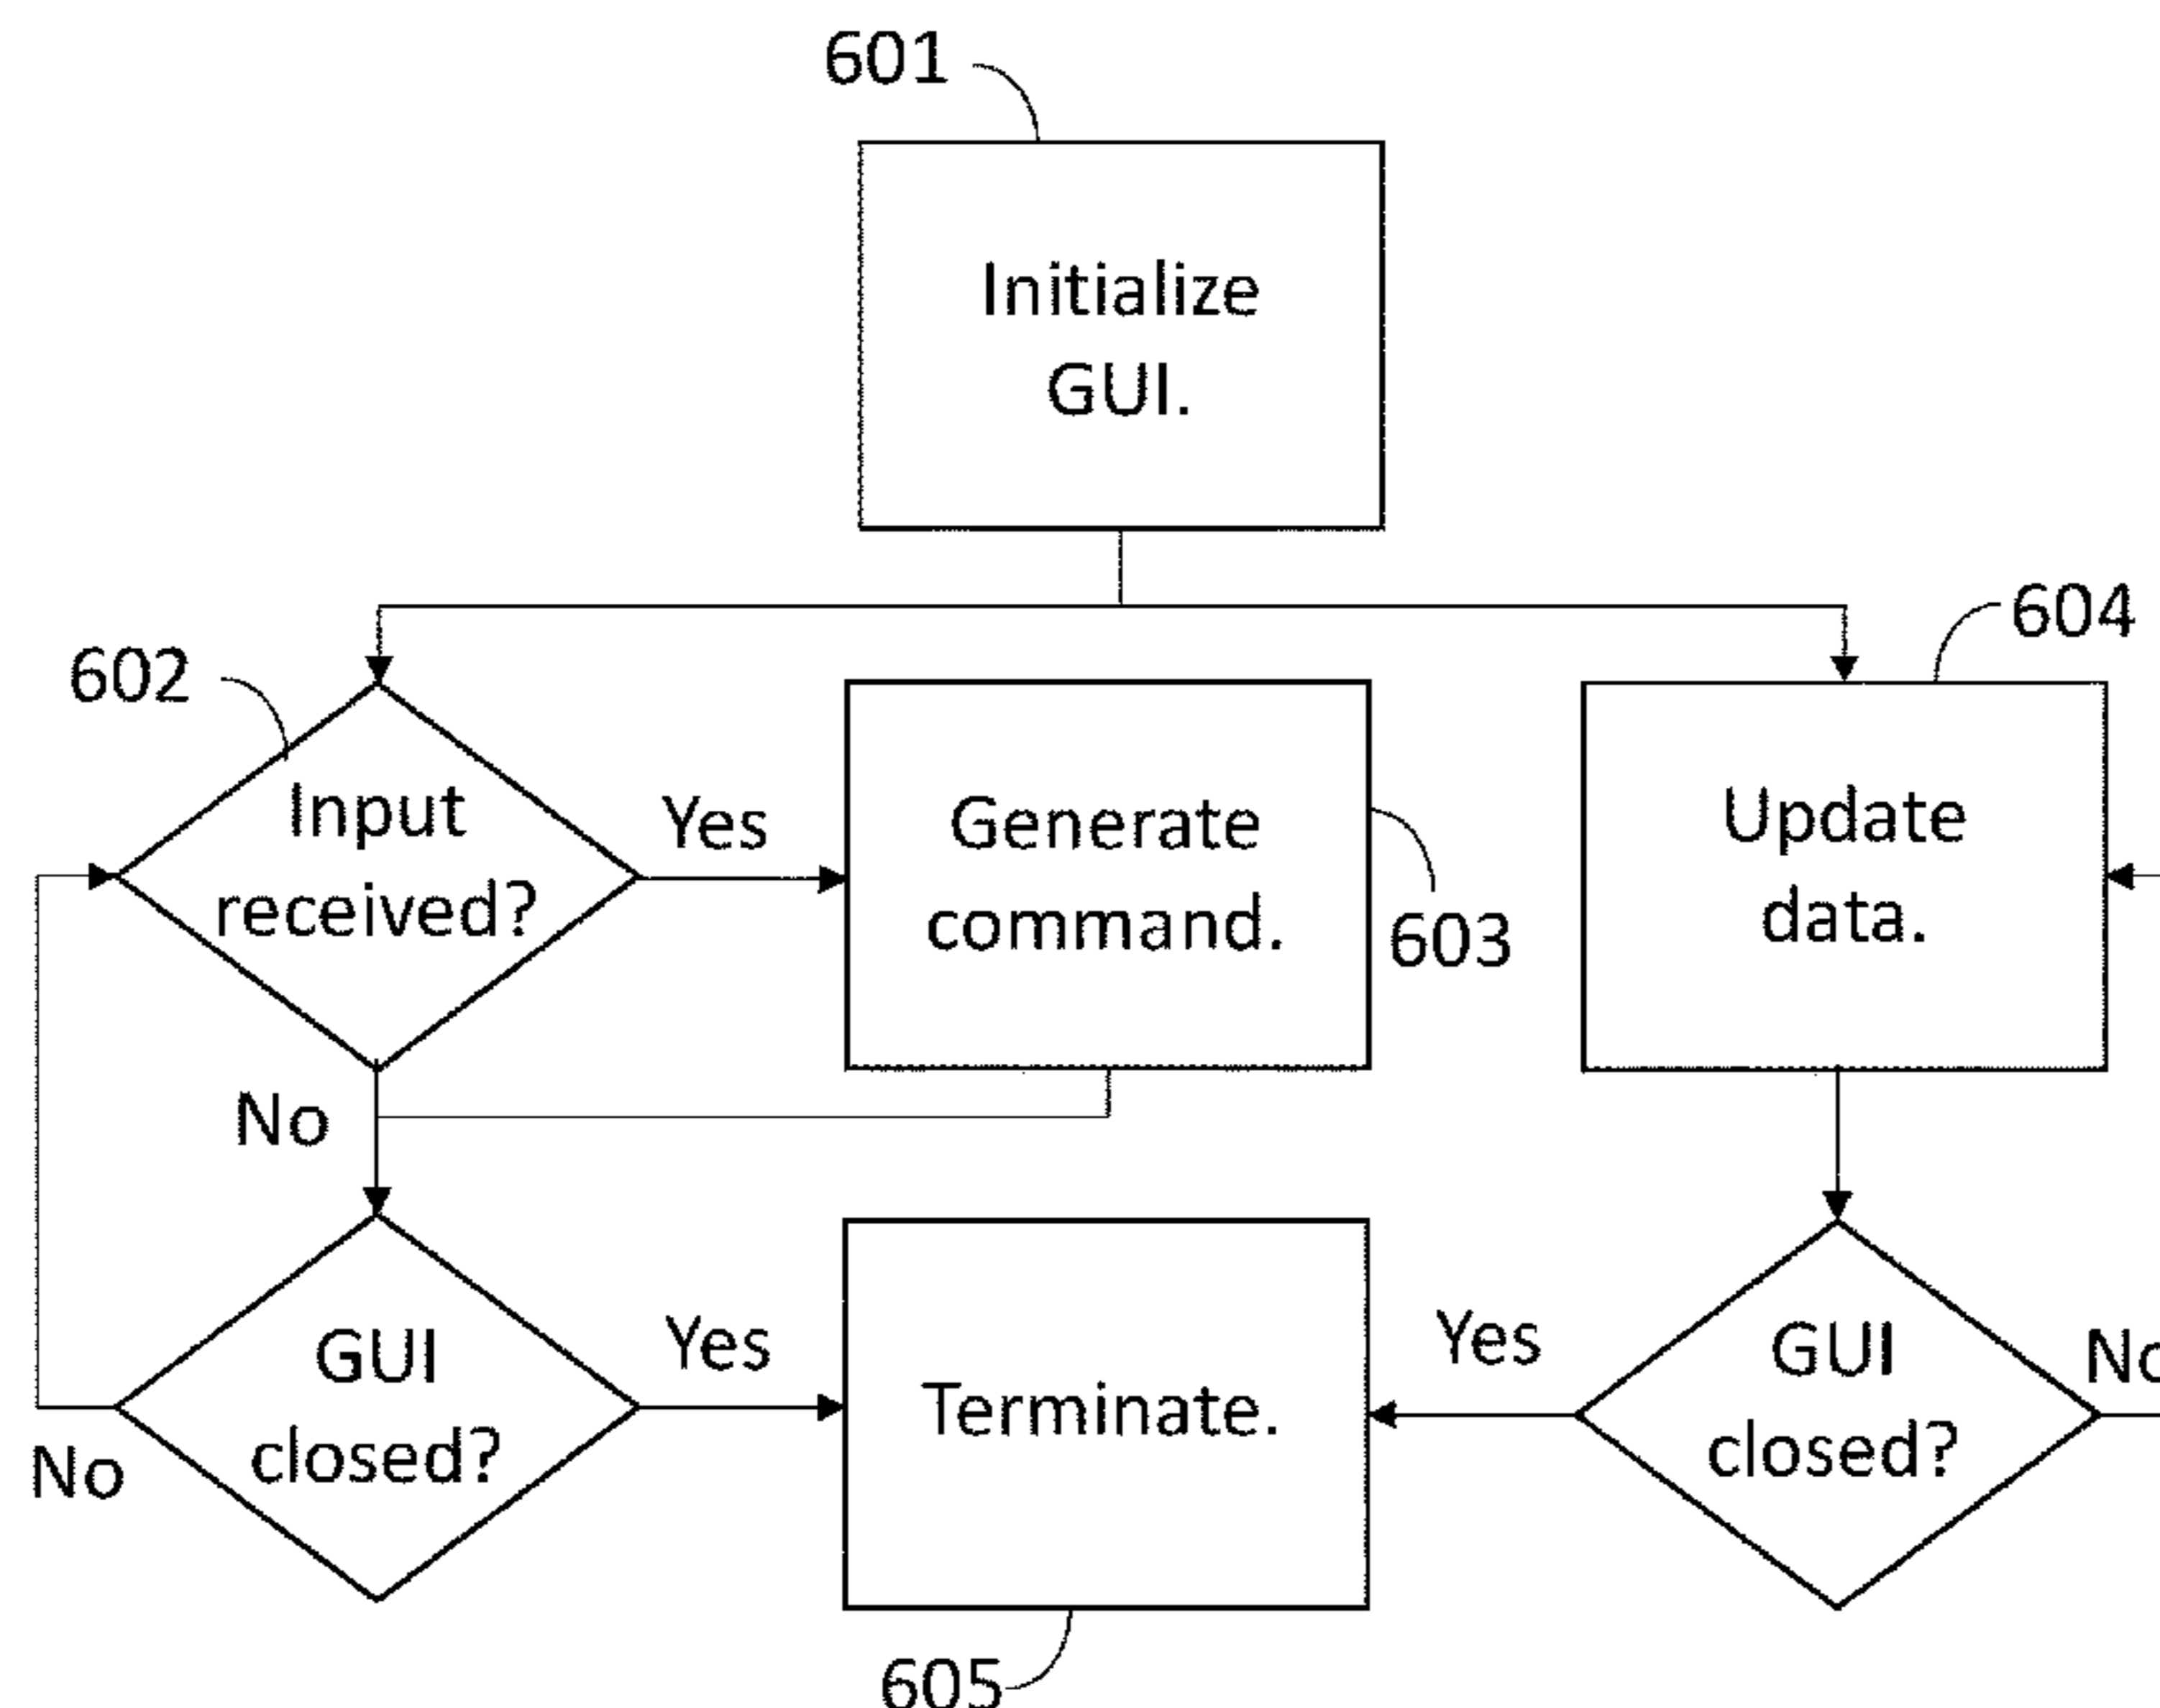 601
Initialize
GUI.
602
604
Input
received?
Yes
Generate
command.
603
Update
data.
No
GUI
closed?
Yes
No
Terminate.
Yes
GUI
closed?
No
605